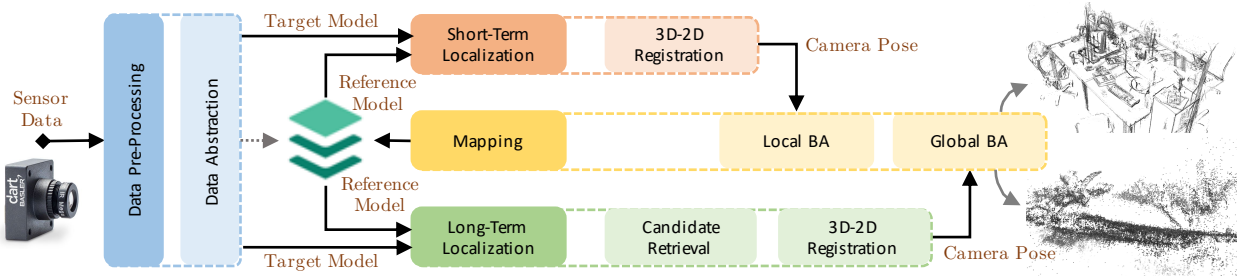 Sensor
Data
dart
BASLER
Data Pre-Processing
Data Abstraction
Target Model
Reference
Model
Short-Term
Localization
3D-2D
Registration
Camera Pose
Mapping
Local BA
Global BA
Reference
Model
Target Model
Long-Term
Localization
Candidate
Retrieval
3D-2D
Registration
Camera Pose